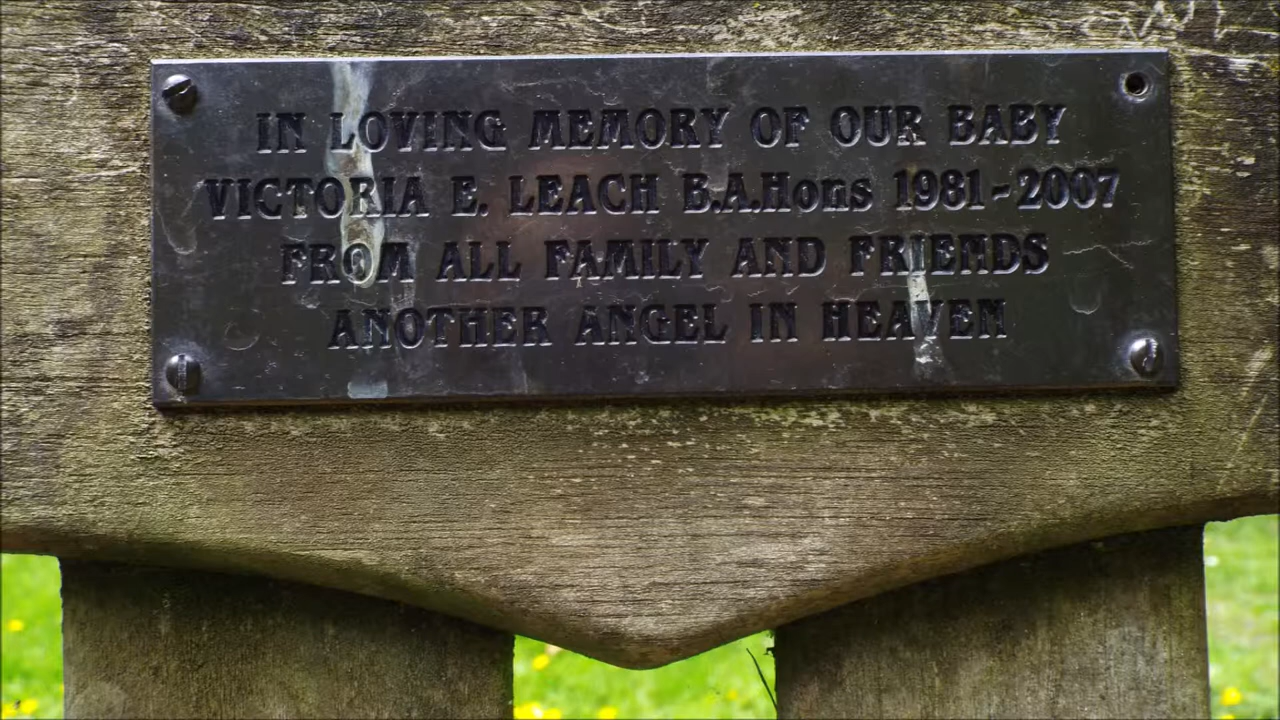 IN LOVING MEMORY OF OUR BABY
VICTORIA E. LEACH B.A.Hons 1981-2007
FROM ALL FAMILY AND FRIENDS
ANOTHER ANGEL IN HEAVEN